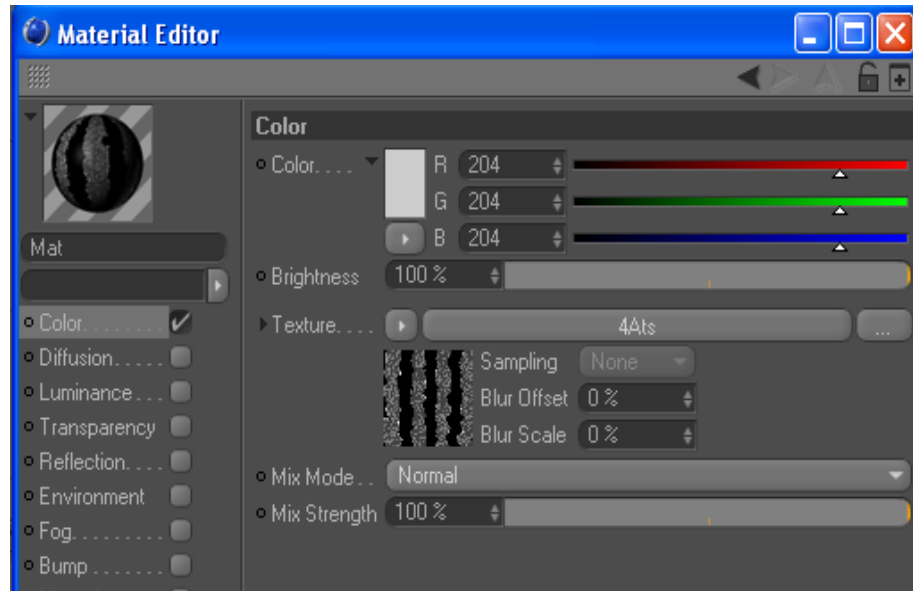 Material Editor
Color
Color. . . . R 204
G 204
B 204
Mat
Brightness 100 %
Color. . . . . . . .
Texture. . . . 4Ats ...
Diffusion. . . . .
Sampling None
Luminance . . .
Blur Offset 0 %
Transparency
Blur Scale 0 %
Reflection. . . .
Mix Mode . . Normal
Environment
Mix Strength 100 %
Fog. . . . . . . . .
Bump . . . . . . .